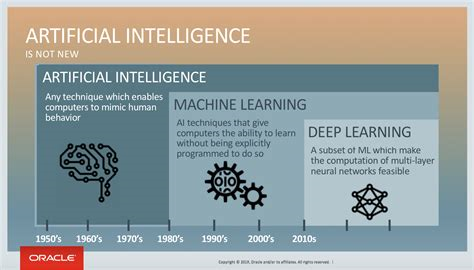 ARTIFICIAL INTELLIGENCE
IS NOT NEW
ARTIFICIAL INTELLIGENCE
Any technique which enables
computers to mimic human
behavior
MACHINE LEARNING
AI techniques that give
computers the ability to learn
without being explicitly
programmed to do so
DEEP LEARNING
A subset of ML which make
the computation of multi-layer
neural networks feasible
1950's 1960's 1970's 1980's 1990's 2000's 2010s
ORACLE
Copyright © 2019, Oracle and/or its affiliates. All rights reserved. |